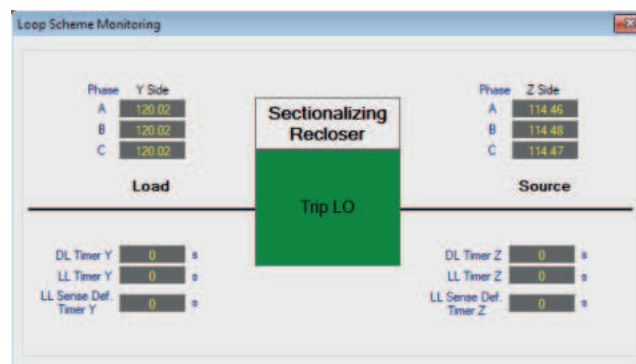 Loop Scheme Monitoring
Phase Y Side
A 120.02
B 120.02
C 120.02
Load
Sectionalizing
Recloser
Trip LO
Phase Z Side
A 114.46
B 114.48
C 114.47
Source
DL Timer Y 0 s
LL Timer Y 0 s
LL Sense Def.
Timer Y 0 s
DL Timer Z 0 s
LL Timer Z 0 s
LL Sense Def.
Timer Z 0 s